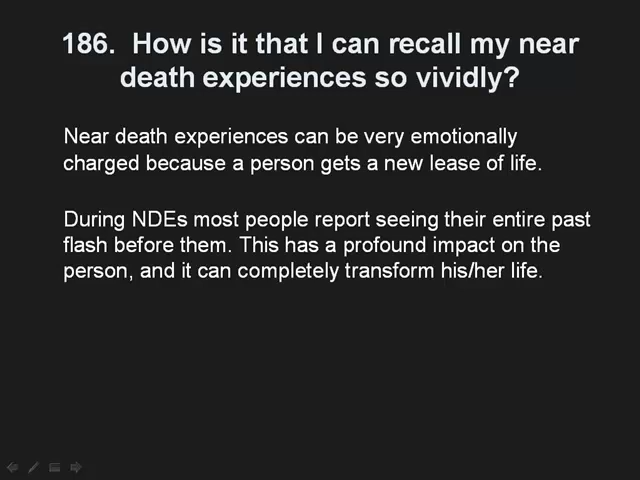 186.  How is it that I can recall my near
death experiences so vividly?
Near death experiences can be very emotionally
charged because a person gets a new lease of life.
During NDEs most people report seeing their entire past
flash before them. This has a profound impact on the
person, and it can completely transform his/her life.